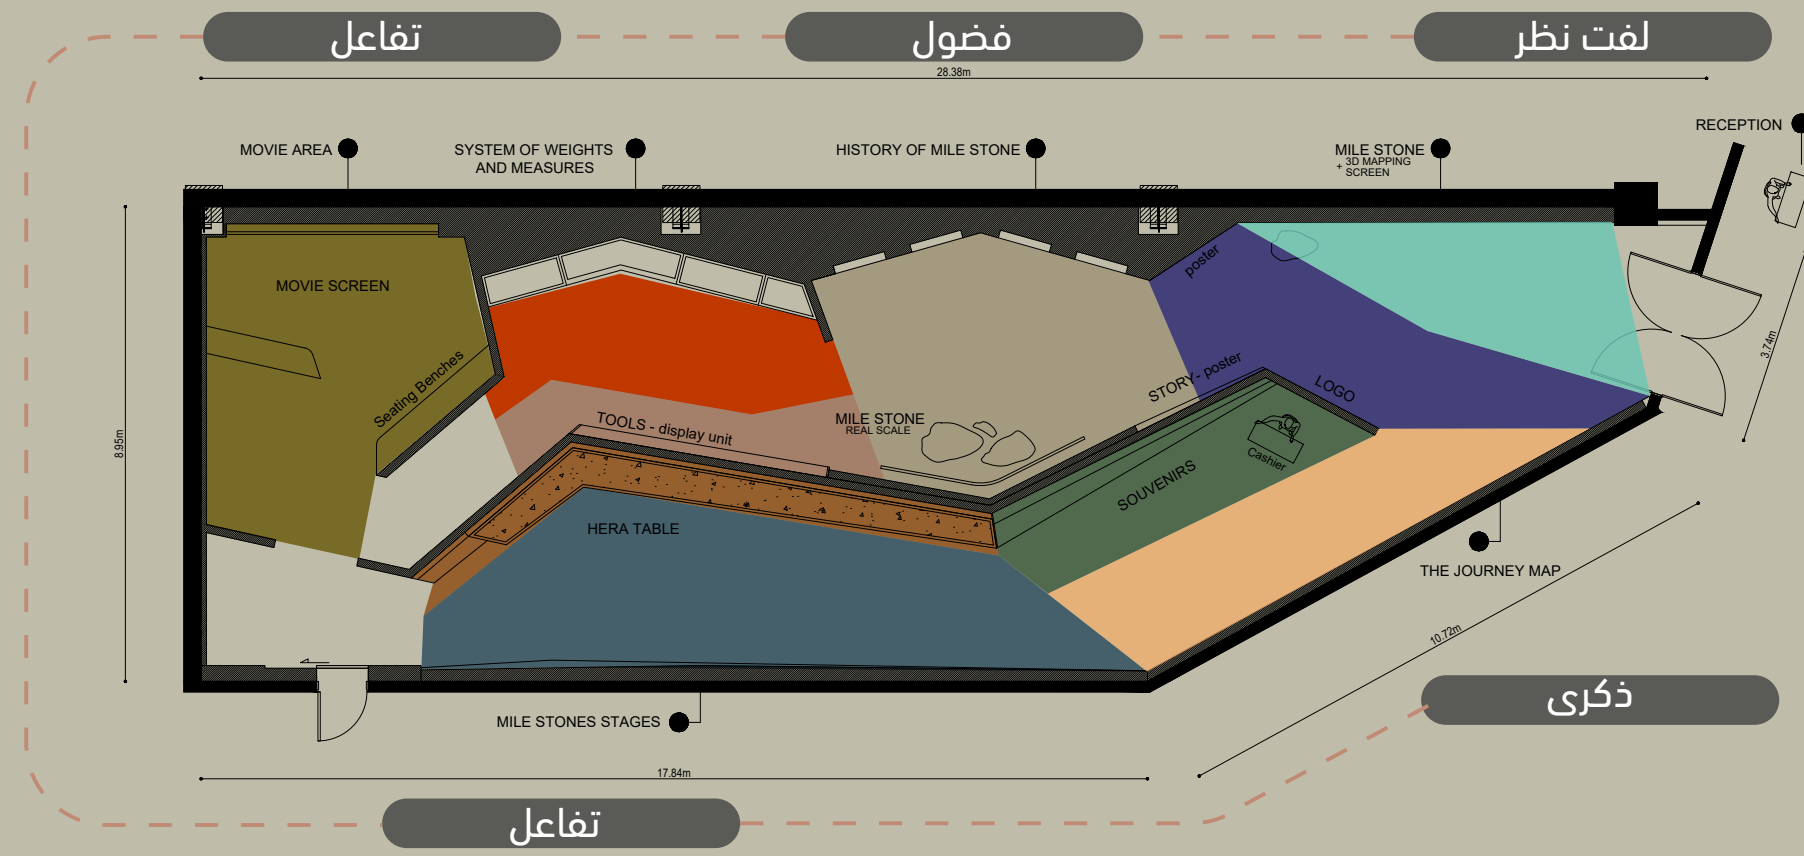 لفت نظر
فضول
تفاعل
28.38m
RECEPTION
MOVIE AREA
SYSTEM OF WEIGHTS
AND MEASURES
HISTORY OF MILE STONE
MILE STONE
+ 3D MAPPING
SCREEN
MOVIE SCREEN
poster
3.74m
Seating Benches
STORY- poster
LOGO
TOOLS - display unit
MILE STONE
REAL SCALE
8.95m
Cashier
SOUVENIRS
HERA TABLE
THE JOURNEY MAP
10.72m
ذكرى
MILE STONES STAGES
17.84m
تفاعل